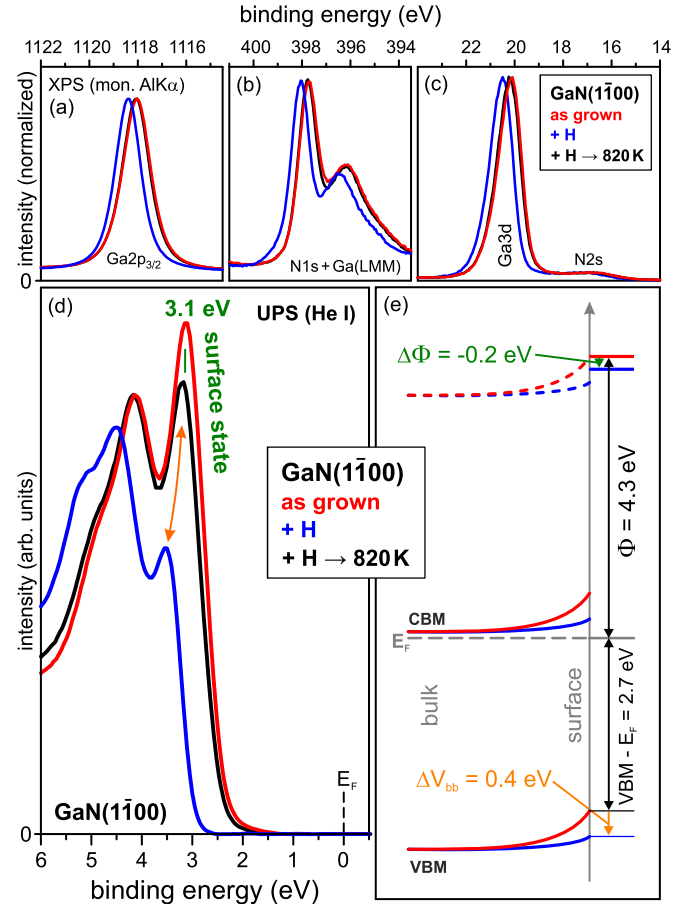 binding energy (eV)
1122 1120 1118 1116
400 398 396 394
22 20 18 16 14
XPS (mon. AlKα)
(a)
(b)
(c)
GaN(11̄00)
as grown
+ H
+ H → 820 K
intensity (normalized)
0
Ga2p3/2
N1s + Ga(LMM)
Ga3d
N2s
(d)
3.1 eV
UPS (He I)
surface state
GaN(11̄00)
as grown
+ H
+ H → 820 K
intensity (arb. units)
EF
GaN(11̄00)
0
6 5 4 3 2 1 0
binding energy (eV)
(e)
ΔΦ = -0.2 eV
Φ = 4.3 eV
CBM
EF
bulk
surface
VBM - EF = 2.7 eV
ΔVbb = 0.4 eV
VBM